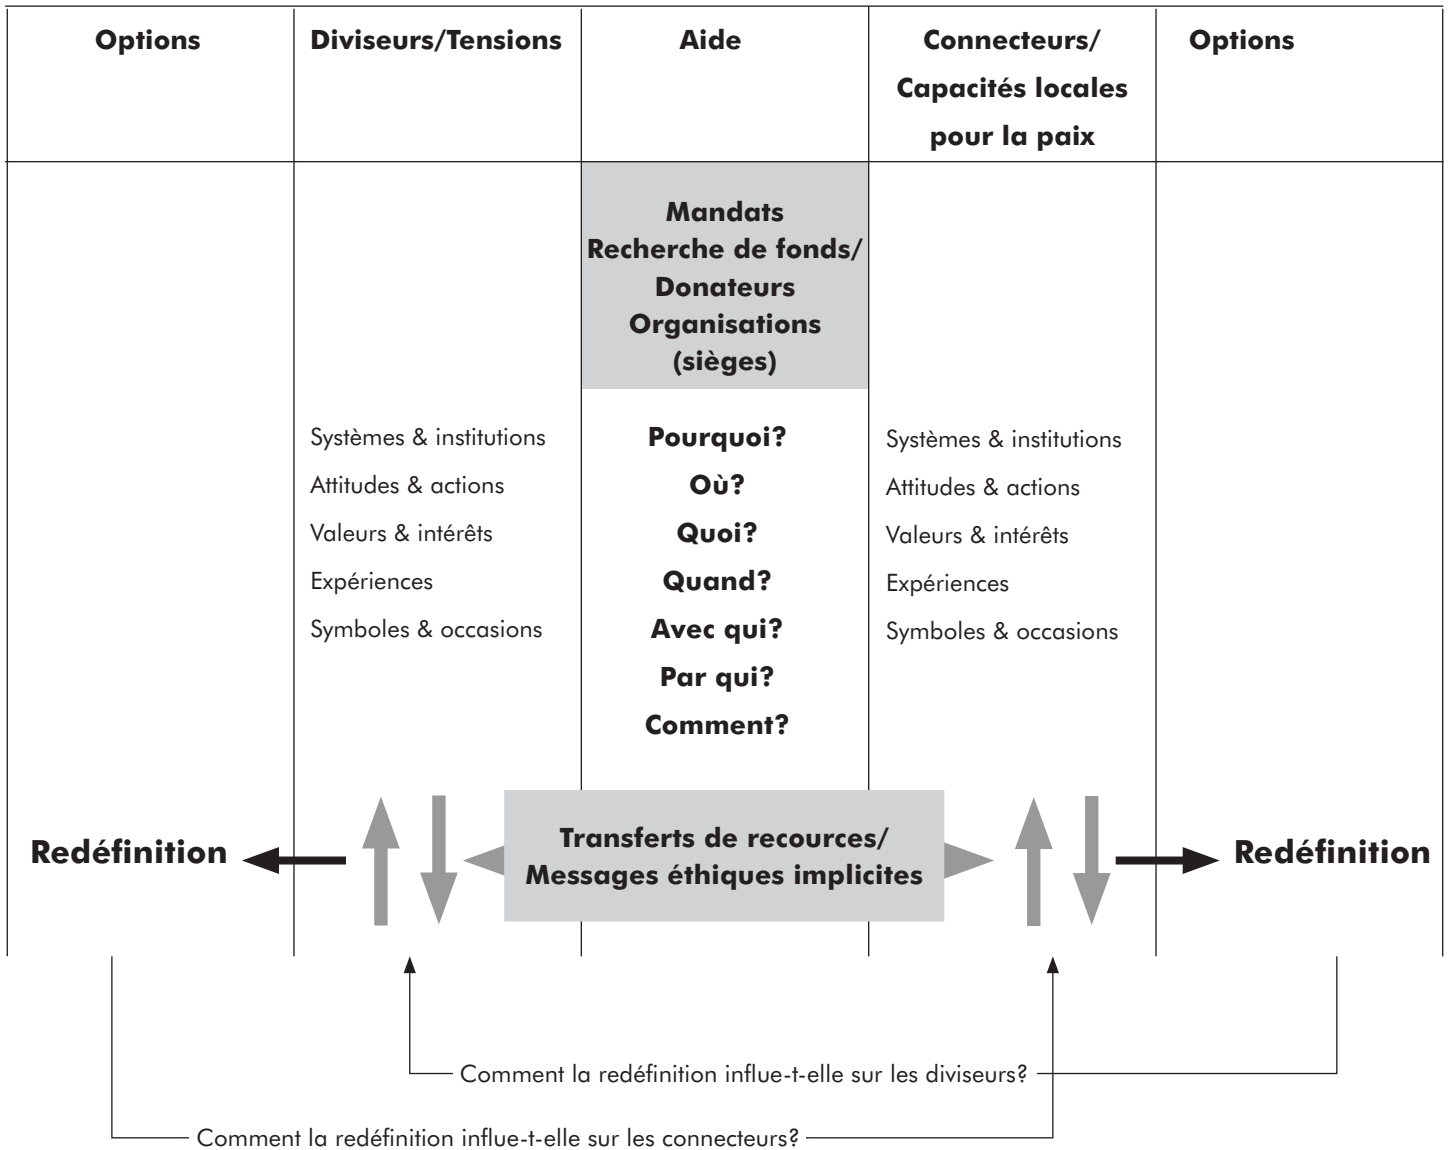 Options
Diviseurs/Tensions
Aide
Connecteurs/
Capacités locales
pour la paix
Options
Mandats
Recherche de fonds/
Donateurs
Organisations
(sièges)
Systèmes & institutions
Attitudes & actions
Valeurs & intérêts
Expériences
Symboles & occasions
Pourquoi?
Où?
Quoi?
Quand?
Avec qui?
Par qui?
Comment?
Systèmes & institutions
Attitudes & actions
Valeurs & intérêts
Expériences
Symboles & occasions
Redéfinition
Transferts de recources/
Messages éthiques implicites
Redéfinition
Comment la redéfinition influe-t-elle sur les diviseurs?
Comment la redéfinition influe-t-elle sur les connecteurs?